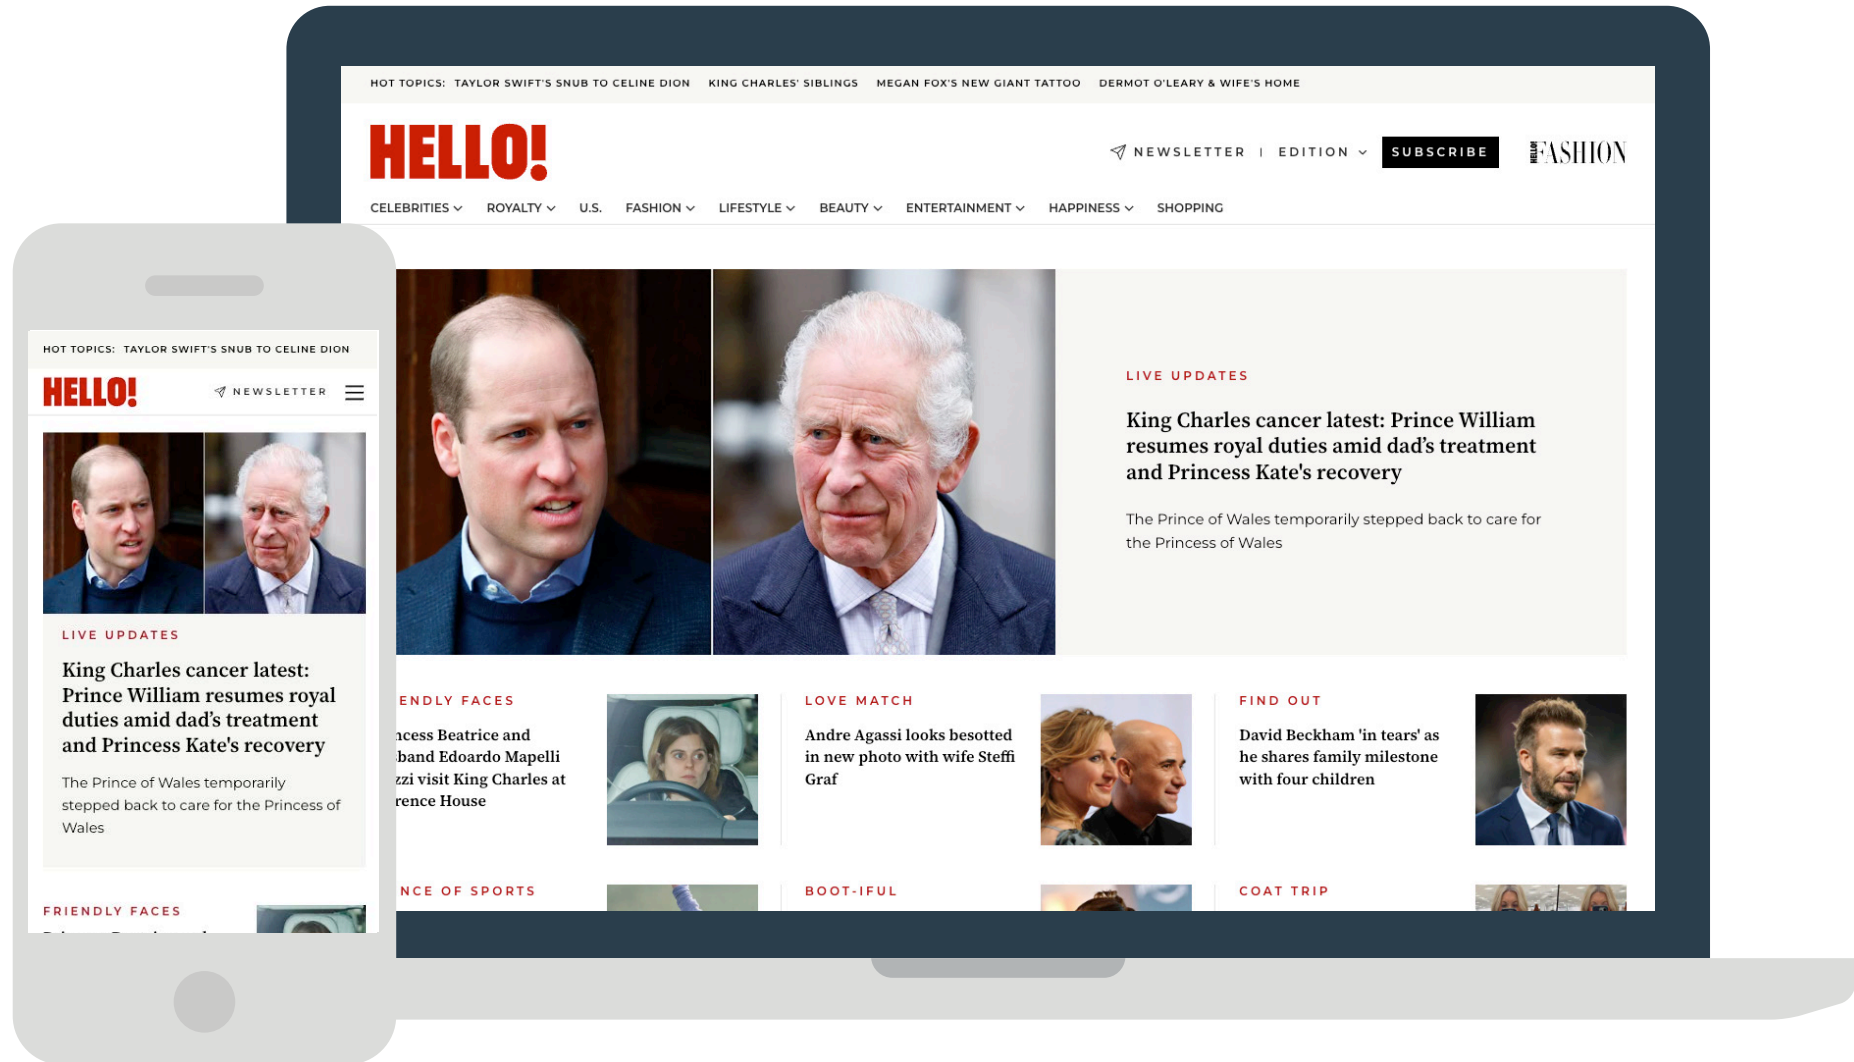 HOT TOPICS: TAYLOR SWIFT'S SNUB TO CELINE DION KING CHARLES' SIBLINGS MEGAN FOX'S NEW GIANT TATTOO DERMOT O'LEARY & WIFE'S HOME
HELLO!
NEWSLETTER | EDITION SUBSCRIBE HELLO! FASHION
CELEBRITIES ROYALTY U.S. FASHION LIFESTYLE BEAUTY ENTERTAINMENT HAPPINESS SHOPPING
LIVE UPDATES
King Charles cancer latest: Prince William
resumes royal duties amid dad’s treatment
and Princess Kate's recovery
The Prince of Wales temporarily stepped back to care for
the Princess of Wales
ENDLY FACES
ncess Beatrice and
band Edoardo Mapelli
zzi visit King Charles at
rence House
LOVE MATCH
Andre Agassi looks besotted
in new photo with wife Steffi
Graf
FIND OUT
David Beckham 'in tears' as
he shares family milestone
with four children
NCE OF SPORTS
BOOT-IFUL
COAT TRIP
HOT TOPICS: TAYLOR SWIFT'S SNUB TO CELINE DION
HELLO!
NEWSLETTER
LIVE UPDATES
King Charles cancer latest:
Prince William resumes royal
duties amid dad’s treatment
and Princess Kate's recovery
The Prince of Wales temporarily
stepped back to care for the Princess of
Wales
FRIENDLY FACES